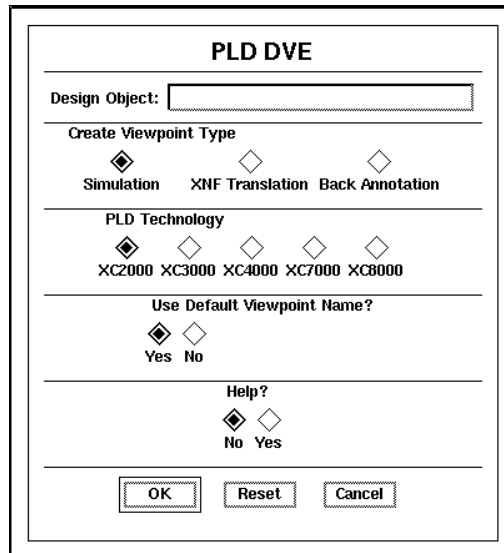 PLD DVE
Design Object:
Create Viewpoint Type
Simulation XNF Translation Back Annotation
PLD Technology
XC2000 XC3000 XC4000 XC7000 XC8000
Use Default Viewpoint Name?
Yes No
Help?
No Yes
OK Reset Cancel